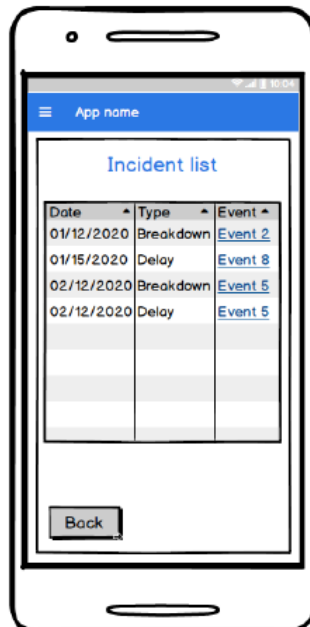 10:04
App name
Incident list
Date Type Event
01/12/2020 Breakdown Event 2
01/15/2020 Delay Event 8
02/12/2020 Breakdown Event 5
02/12/2020 Delay Event 5
Back